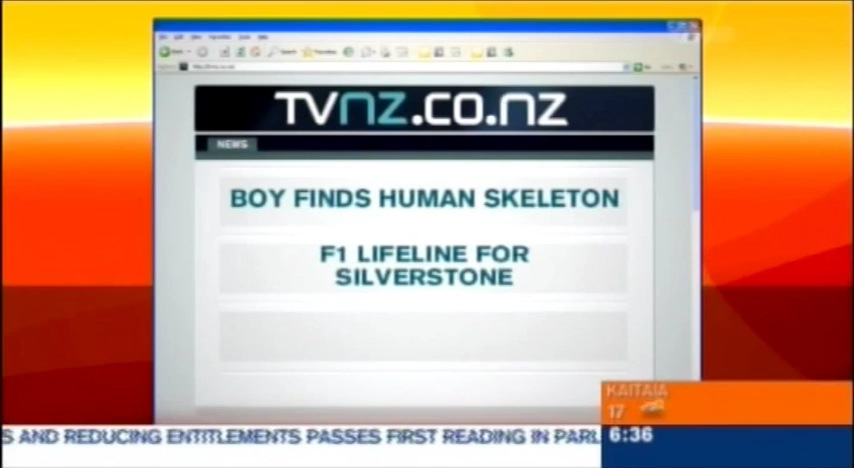 TVNZ.CO.NZ
NEWS
BOY FINDS HUMAN SKELETON
F1 LIFELINE FOR
SILVERSTONE
KAITAIA
17
S AND REDUCING ENTITLEMENTS PASSES FIRST READING IN PARL
6:36